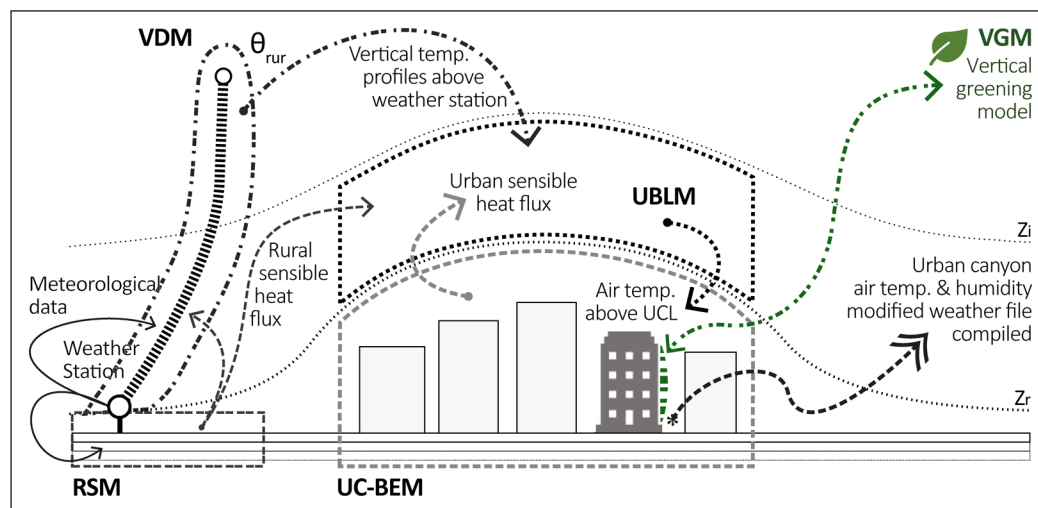 VDM
θrur
Vertical temp.
profiles above
weather station
VGM
Vertical
greening
model
Urban sensible
heat flux
UBLM
Zi
Rural
sensible
heat
flux
Meteorological
data
Weather
Station
Air temp.
above UCL
Urban canyon
air temp. & humidity
modified weather file
compiled
Zr
*
RSM
UC-BEM